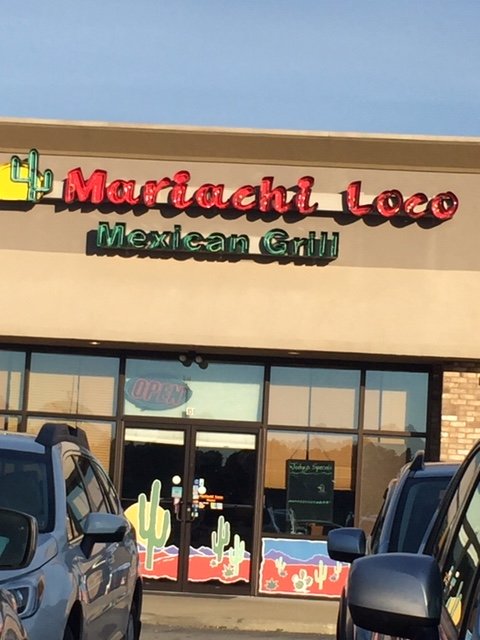 Mariachi Loco
Mexican Grill
OPEN
Today's Specials